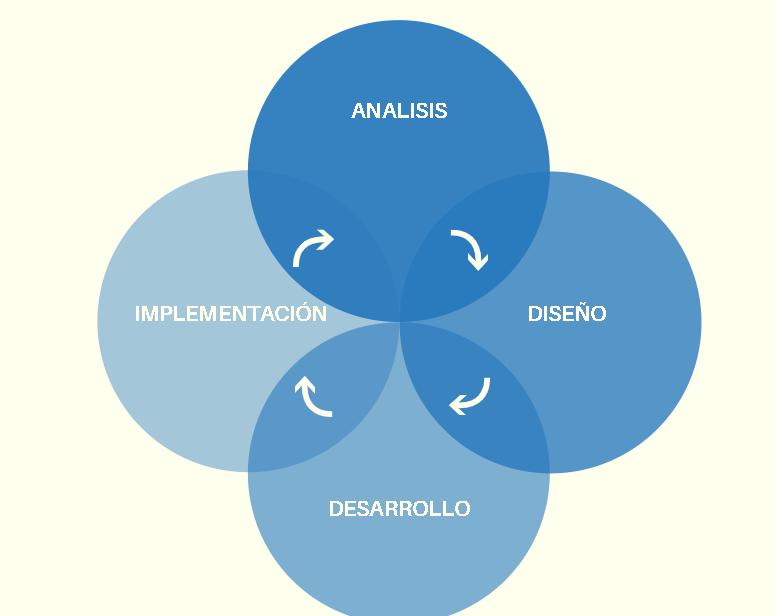 ANALISIS
IMPLEMENTACIÓN
DISEÑO
DESARROLLO